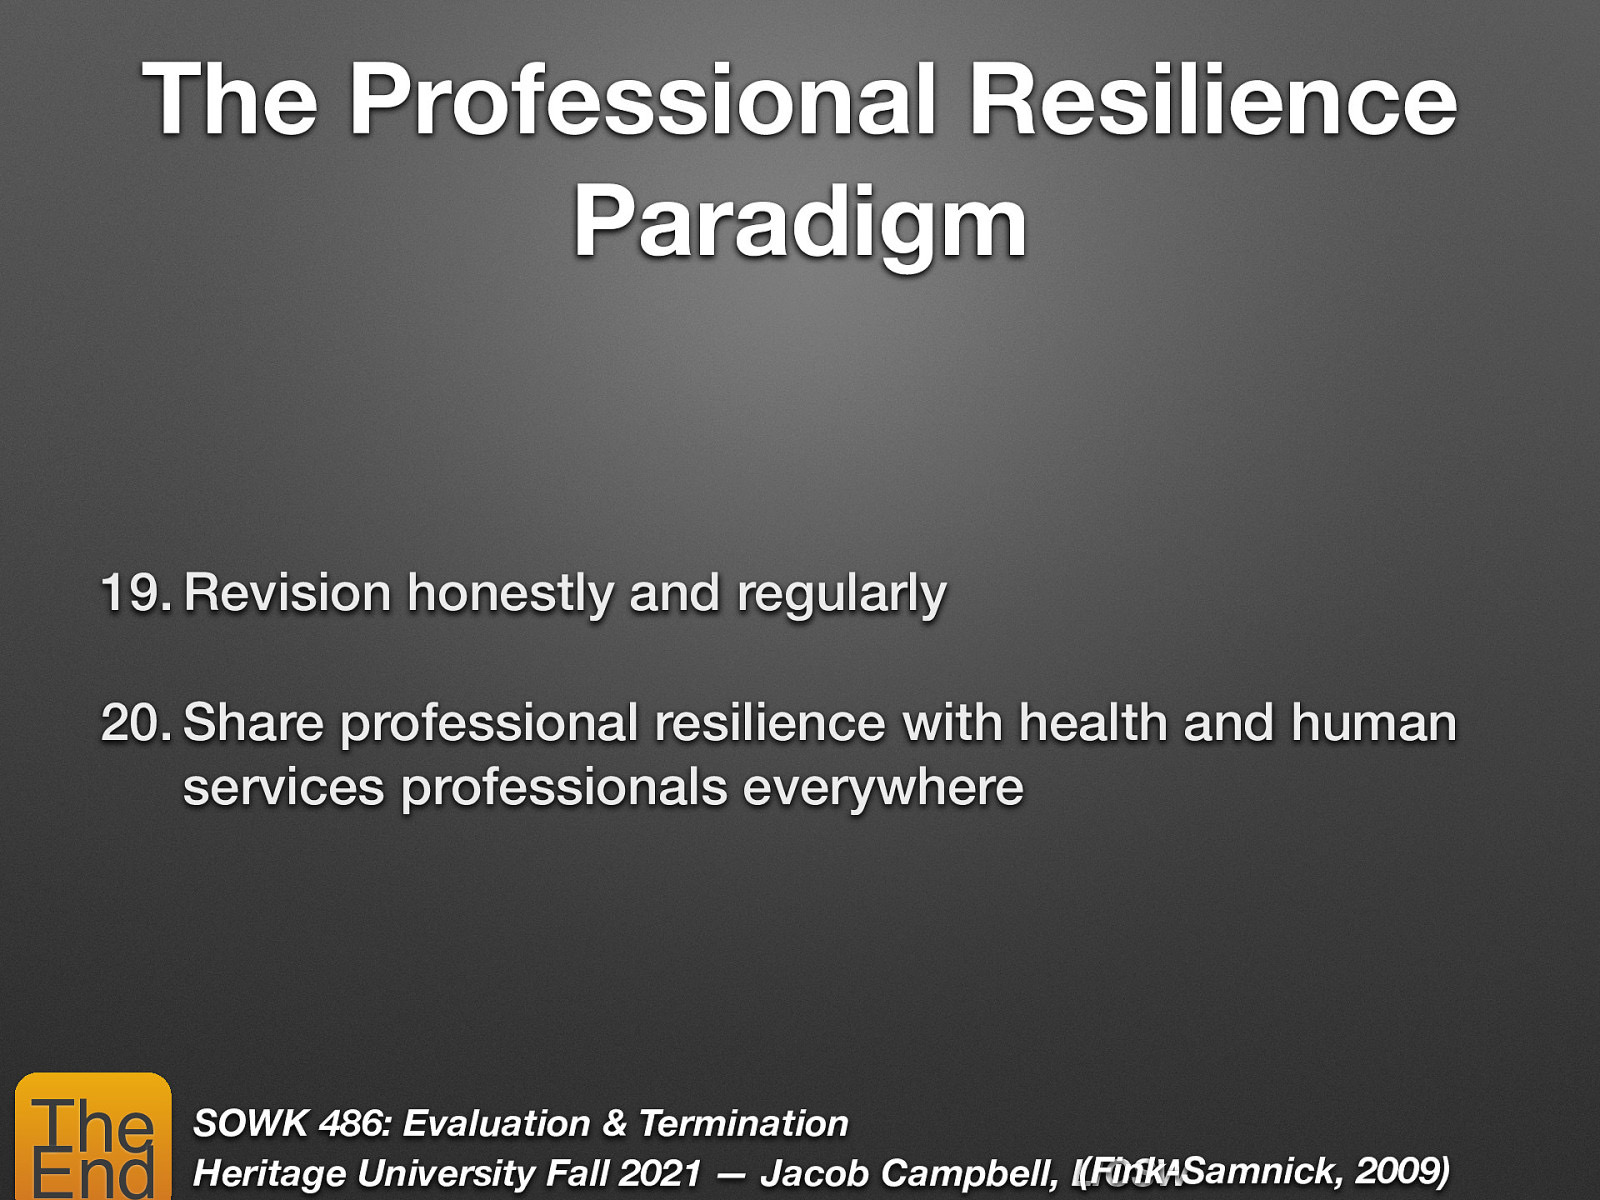 The Professional Resilience
Paradigm
19. Revision honestly and regularly
20. Share professional resilience with health and human
services professionals everywhere
The
End
SOWK 486: Evaluation & Termination
Heritage University Fall 2021 — Jacob Campbell,
(Fink-Samnick, 2009)